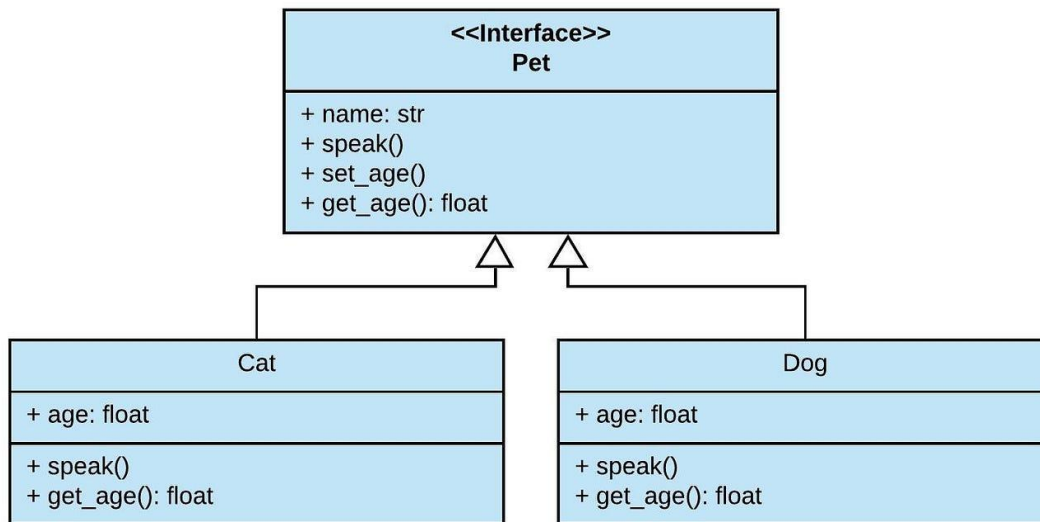 <<Interface>>
Pet
+ name: str
+ speak()
+ set_age()
+ get_age(): float
Cat
+ age: float
+ speak()
+ get_age(): float
Dog
+ age: float
+ speak()
+ get_age(): float